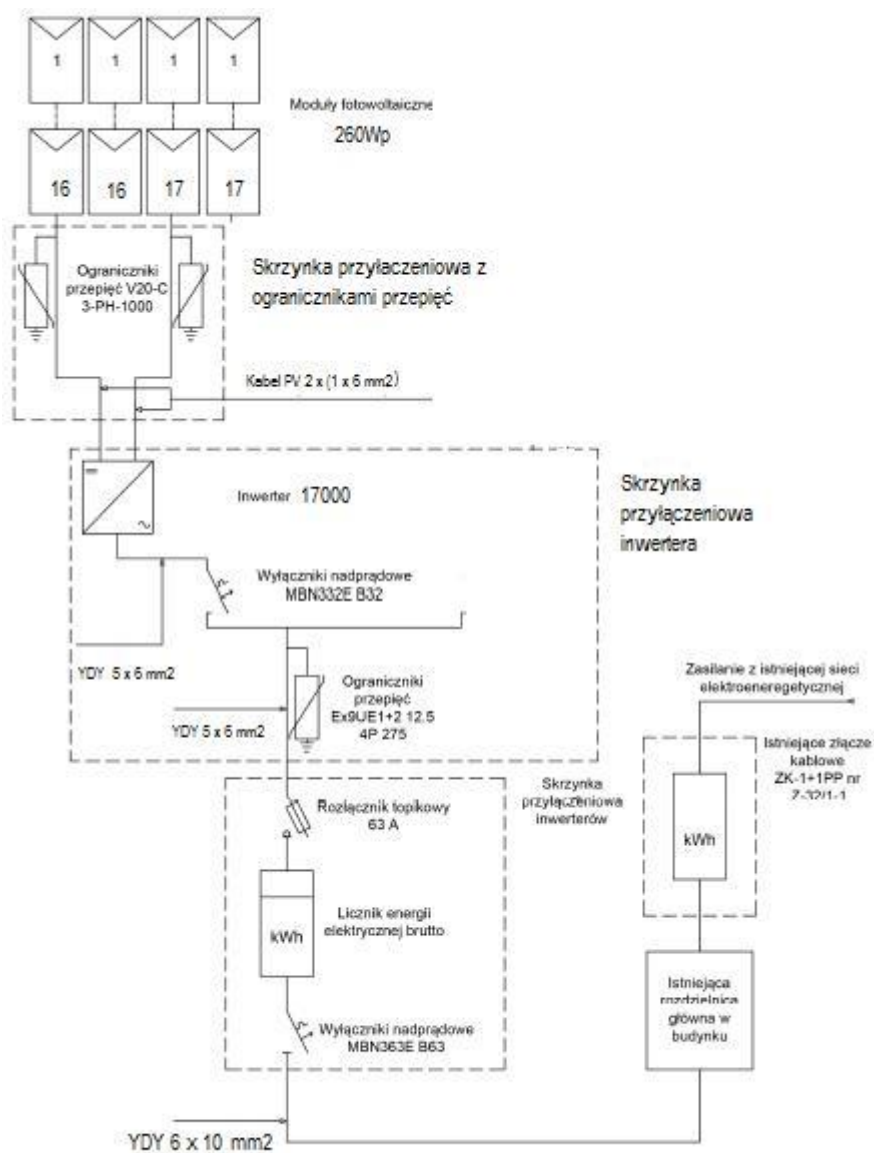 1 1 1 1
Moduły fotowoltaiczne
260Wp
16 16 17 17
Ograniczniki
przepięć V20-C
3-PH-1000
Skrzynka przyłaczeniowa z
ogranicznikami przepięć
Kabel PV 2 x (1 x 6 mm2)
Inwerter 17000
Skrzynka
przyłączeniowa
inwertera
Wyłączniki nadprądowe
MBN332E B32
YDY 5 x 6 mm2
Ograniczniki
przepięć
Ex9UE1+2 12.5
4P 275
YDY 5 x 6 mm2
Zasilanie z istniejącej sieci
elektroeneregetycznej
Istniejące złącze
kablowe
ZK-1+1PP nr
Z-32/1-1
kWh
Skrzynka
przyłączeniowa
inwerterów
Rozłącznik topikowy
63 A
Licznik energii
elektrycznej brutto
kWh
Wyłączniki nadprądowe
MBN363E B63
Istniejąca
rozdzielnica
główna w
budynku
YDY 6 x 10 mm2